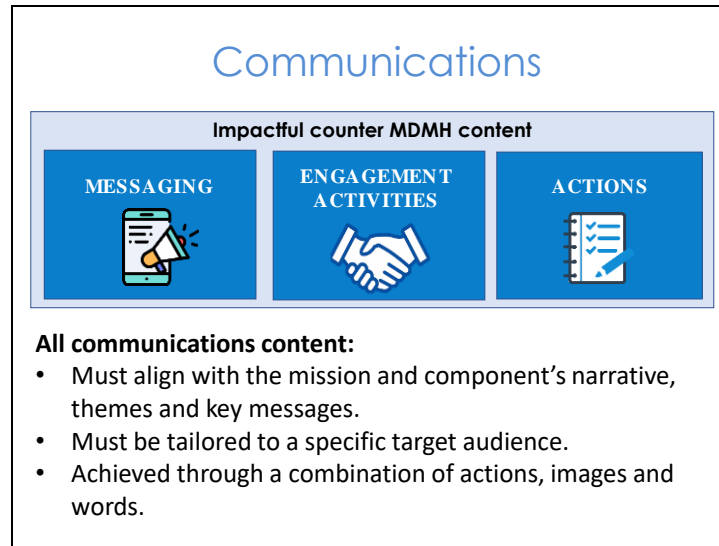 Communications
Impactful counter MDMH content
MESSAGING
ENGAGEMENT
ACTIVITIES
ACTIONS
All communications content:
• Must align with the mission and component's narrative,
themes and key messages.
• Must be tailored to a specific target audience.
• Achieved through a combination of actions, images and
words.